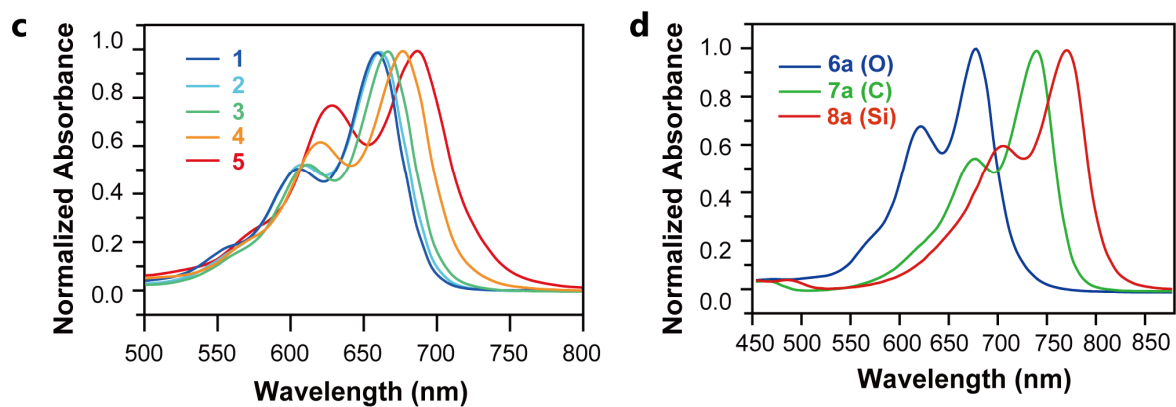 c
Normalized Absorbance
1.0
0.8
0.6
0.4
0.2
0.0
1
2
3
4
5
500 550 600 650 700 750 800
Wavelength (nm)
d
Normalized Absorbance
1.0
0.8
0.6
0.4
0.2
0.0
6a (O)
7a (C)
8a (Si)
450 500 550 600 650 700 750 800 850
Wavelength (nm)